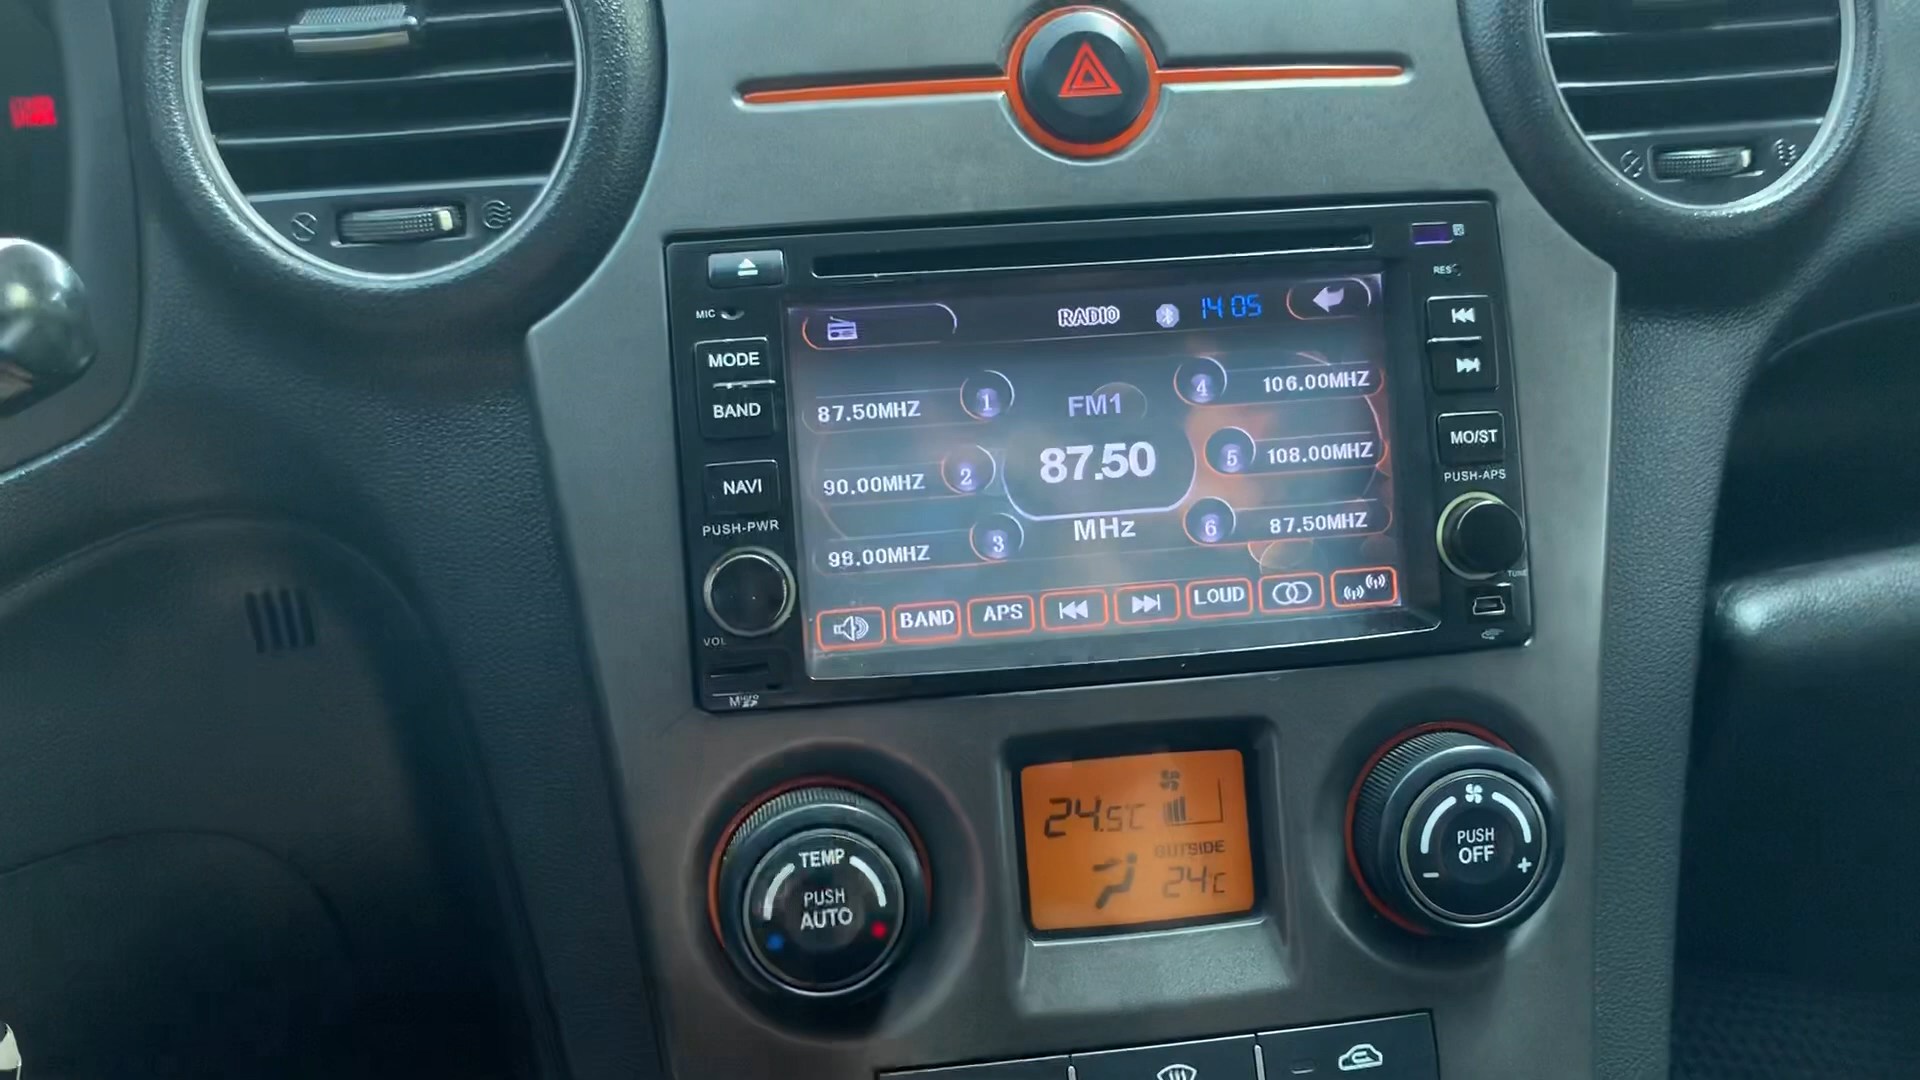 RES
MIC
RADIO
14:05
MODE
BAND
NAVI
PUSH-PWR
VOL
Micro
87.50MHZ
1
90.00MHZ
2
98.00MHZ
3
FM1
87.50
MHz
4
106.00MHZ
5
108.00MHZ
6
87.50MHZ
BAND
APS
LOUD
MO/ST
PUSH-APS
TUNE
TEMP
PUSH
AUTO
24.5°C
OUTSIDE
24°C
PUSH
OFF